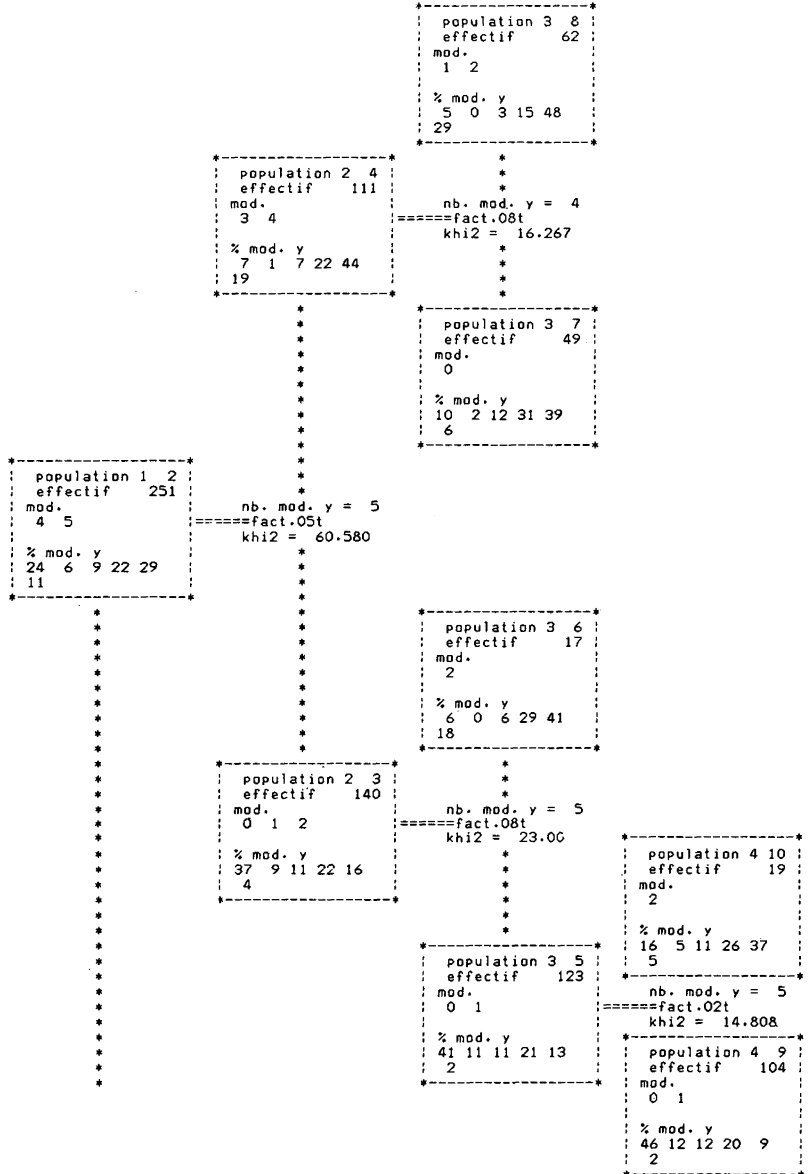 population 3 8
effectif 62
mod.
1 2
% mod. y
5 0 3 15 48
29
population 2 4
effectif 111
mod.
3 4
% mod. y
7 1 7 22 44
19
nb. mod. y = 4
======fact.08t
khi2 = 16.267
population 3 7
effectif 49
mod.
0
% mod. y
10 2 12 31 39
6
population 1 2
effectif 251
mod.
4 5
% mod. y
24 6 9 22 29
11
nb. mod. y = 5
======fact.05t
khi2 = 60.580
population 3 6
effectif 17
mod.
2
% mod. y
6 0 6 29 41
18
population 2 3
effectif 140
mod.
0 1 2
% mod. y
37 9 11 22 16
4
nb. mod. y = 5
======fact.08t
khi2 = 23.00
population 4 10
effectif 19
mod.
2
% mod. y
16 5 11 26 37
5
population 3 5
effectif 123
mod.
0 1
% mod. y
41 11 11 21 13
2
nb. mod. y = 5
======fact.02t
khi2 = 14.808
population 4 9
effectif 104
mod.
0 1
% mod. y
46 12 12 20 9
2